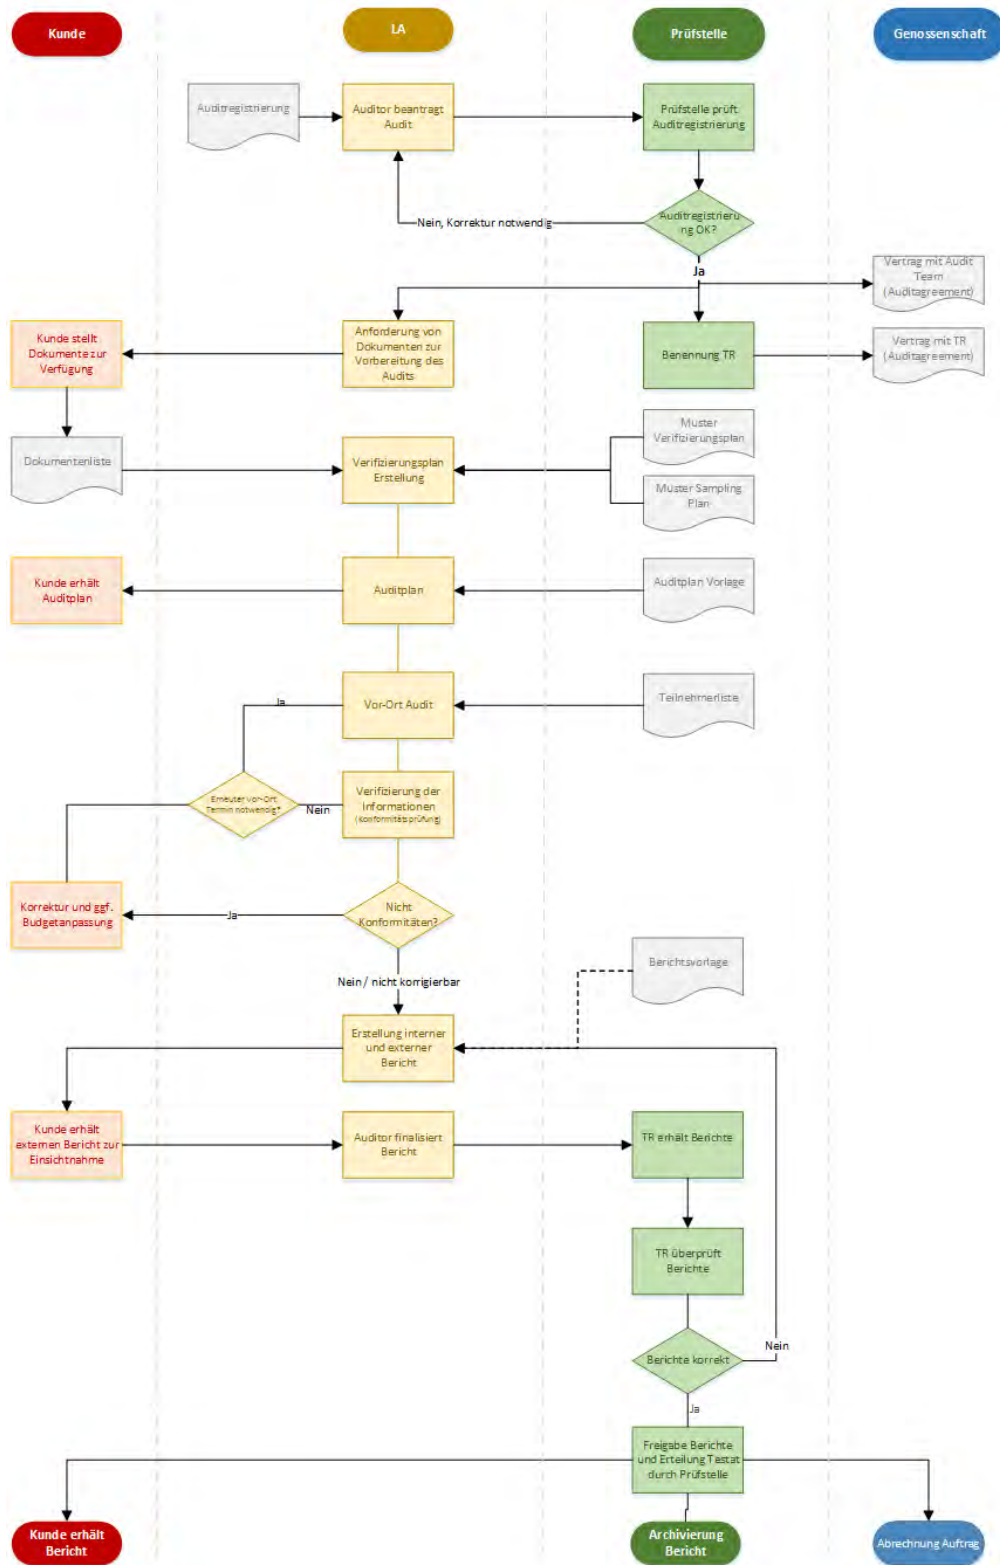 Kunde
LA
Prüfstelle
Genossenschaft
Auditregistrierung
Auditor beantragt
Audit
Prüfstelle prüft
Auditregistrierung
Nein, Korrektur notwendig
Auditregistrieru
ng OK?
Ja
Vertrag mit Audit
Team
(Auditagreement)
Kunde stellt
Dokumente zur
Verfügung
Anforderung von
Dokumenten zur
Vorbereitung des
Audits
Benennung TR
Vertrag mit TR
(Auditagreement)
Dokumentenliste
Verifizierungsplan
Erstellung
Muster
Verifizierungsplan
Muster Sampling
Plan
Kunde erhält
Auditplan
Auditplan
Auditplan Vorlage
Ja
Vor-Ort Audit
Teilnehmerliste
Erneuter vor-Ort
Termin notwendig?
Nein
Verifizierung der
Informationen
(Konformitätsprüfung)
Korrektur und ggf.
Budgetanpassung
Ja
Nicht
Konformitäten?
Nein / nicht korrigierbar
Berichtsvorlage
Erstellung interner
und externer
Bericht
Kunde erhält
externen Bericht zur
Einsichtnahme
Auditor finalisiert
Bericht
TR erhält Berichte
TR überprüft
Berichte
Berichte korrekt
Nein
Ja
Freigabe Berichte
und Erteilung Testat
durch Prüfstelle
Kunde erhält
Bericht
Archivierung
Bericht
Abrechnung Auftrag